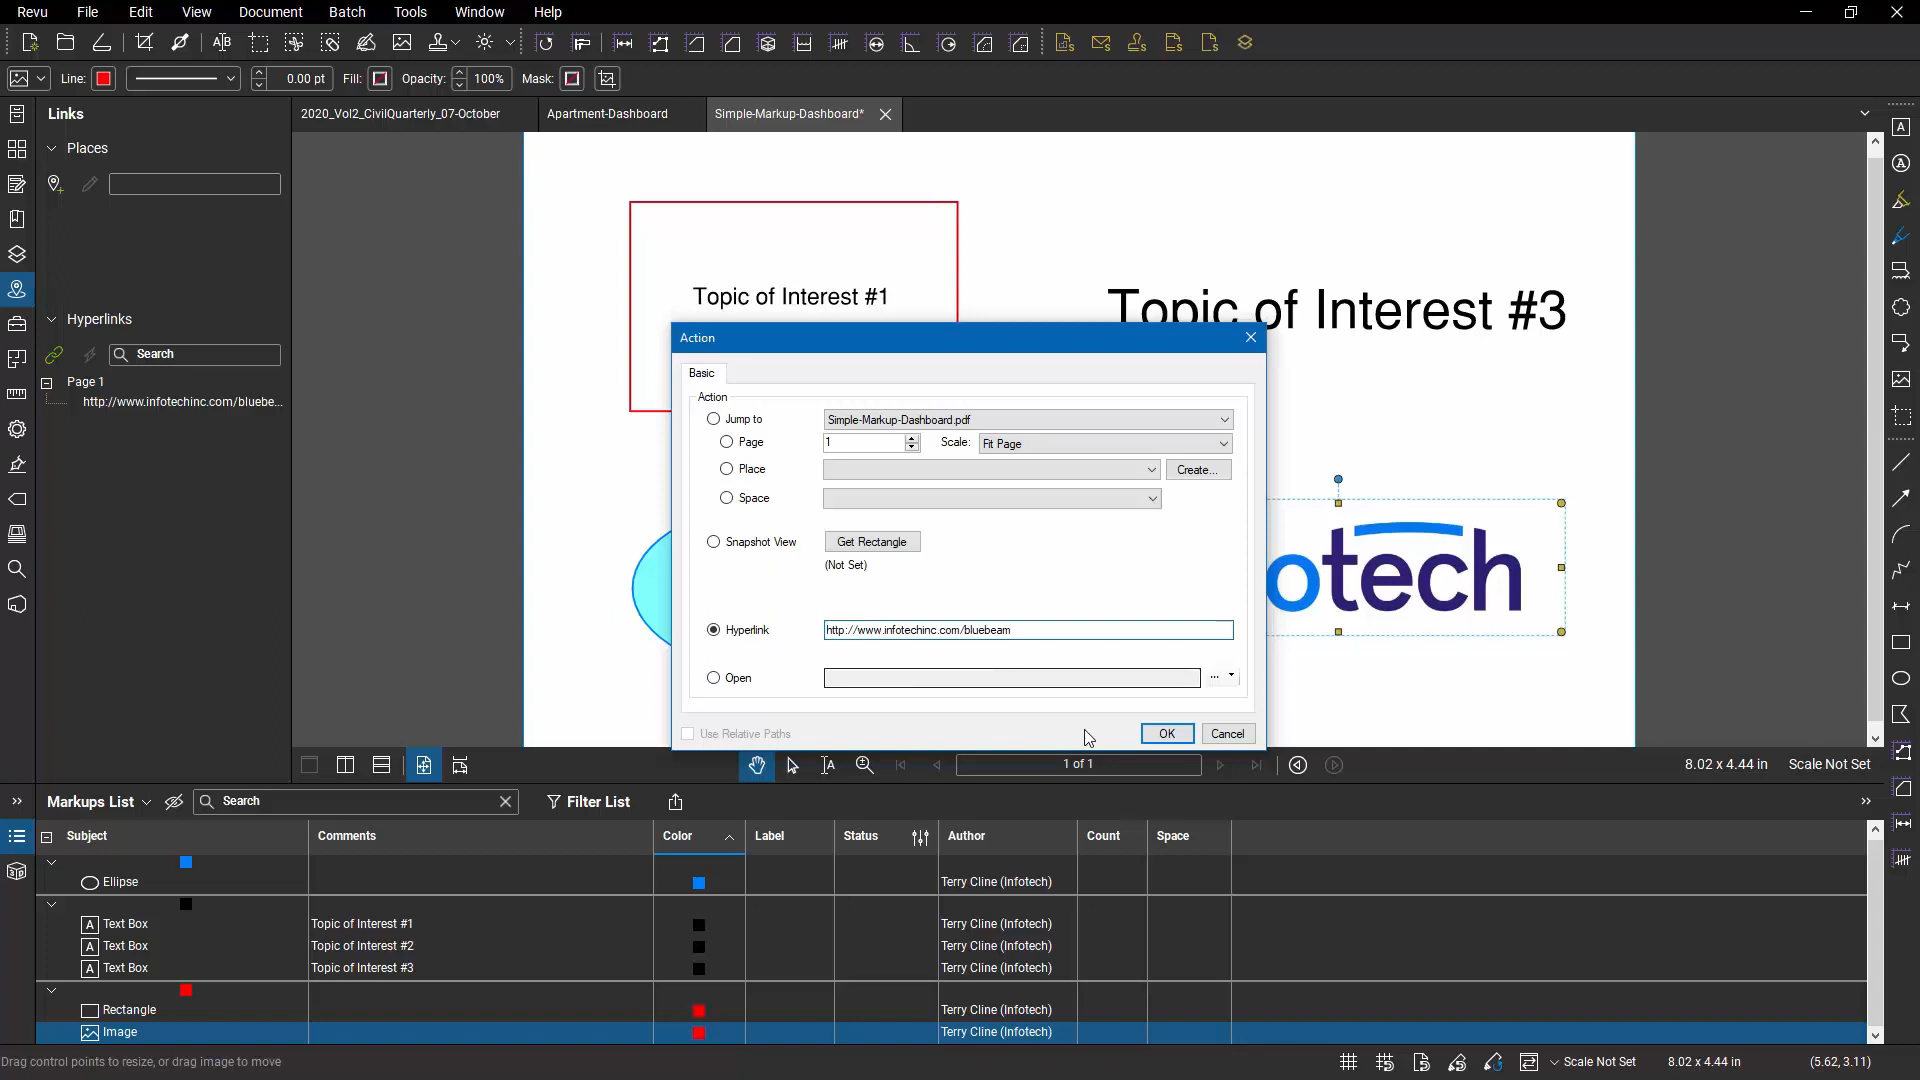 Revu File Edit View Document Batch Tools Window Help
Line: 0.00 pt Fill: Opacity: 100% Mask:
Links
2020_Vol2_CivilQuarterly_07-October Apartment-Dashboard Simple-Markup-Dashboard*
Places
Hyperlinks
Search
Page 1
http://www.infotechinc.com/bluebe...
Topic of Interest #1
Topic of Interest #3
otech
Action
Basic
Action
Jump to Simple-Markup-Dashboard.pdf
Page 1 Scale: Fit Page
Place Create...
Space
Snapshot View Get Rectangle
(Not Set)
Hyperlink http://www.infotechinc.com/bluebeam
Open ...
Use Relative Paths OK Cancel
1 of 1 8.02 x 4.44 in Scale Not Set
Markups List Search Filter List
Subject Comments Color Label Status Author Count Space
Ellipse Terry Cline (Infotech)
Text Box Topic of Interest #1 Terry Cline (Infotech)
Text Box Topic of Interest #2 Terry Cline (Infotech)
Text Box Topic of Interest #3 Terry Cline (Infotech)
Rectangle Terry Cline (Infotech)
Image Terry Cline (Infotech)
Drag control points to resize, or drag image to move Scale Not Set 8.02 x 4.44 in (5.62, 3.11)